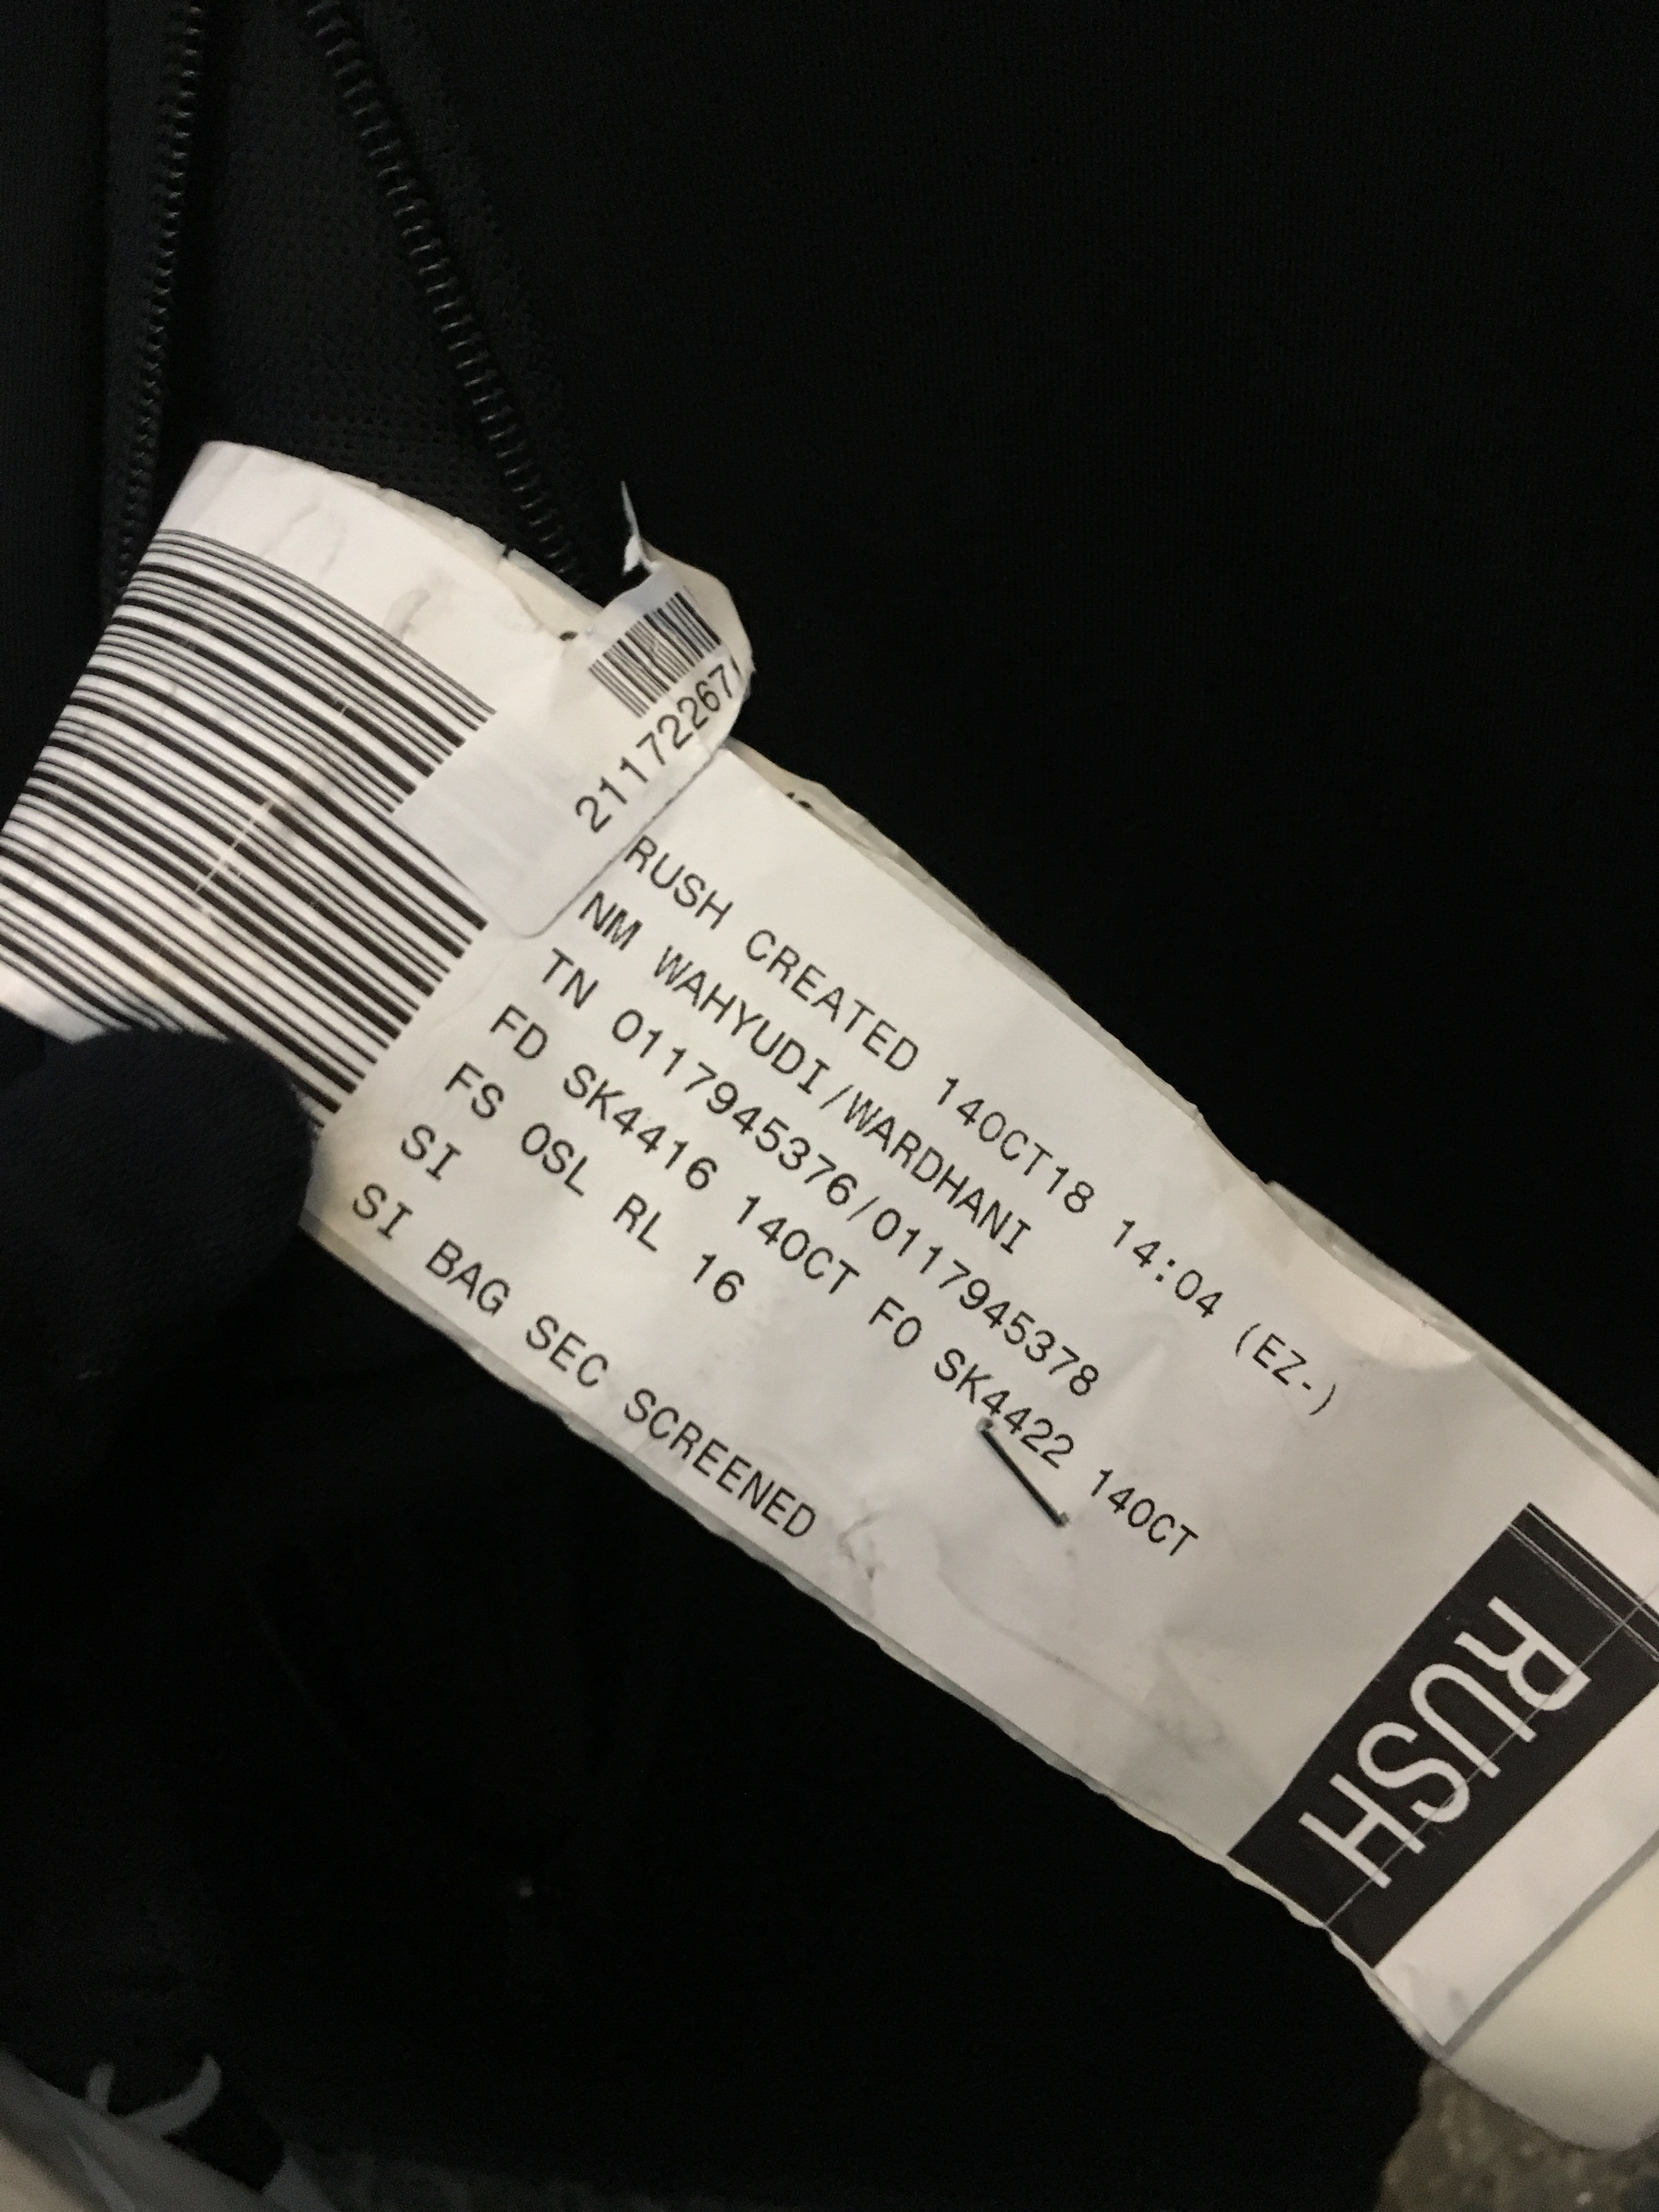 211722671
RUSH CREATED 14OCT18 14:04 (EZ-)
NM WAHYUDI/WARDHANI
TN 0117945376/0117945378
FD SK4416 14OCT FO SK4422 14OCT
FS OSL RL 16
SI
SI BAG SEC SCREENED
RUSH